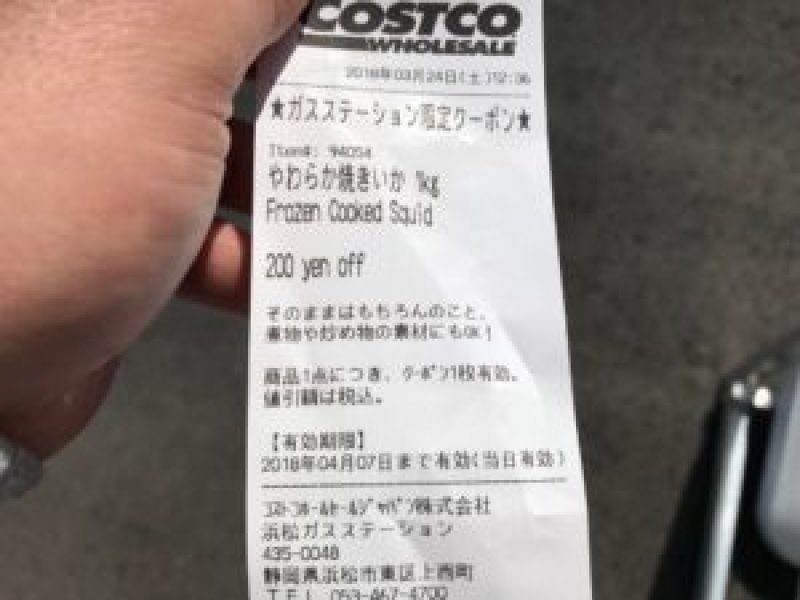 COSTCO
WHOLESALE
2018年03月24日(土)12:36
★ガスステーション限定クーポン★
Item#: 94054
やわらか焼きいか 1kg
Frozen Cooked Squid
200 yen off
そのままはもちろんのこと、
煮物や炒め物の素材にもOK!
商品1点につき、クーポン1枚有効。
値引額は税込。
【有効期限】
2018年04月07日まで有効(当日有効)
コストコホールセールジャパン株式会社
浜松ガスステーション
435-0048
静岡県浜松市東区上西町
TEL 053-467-4700